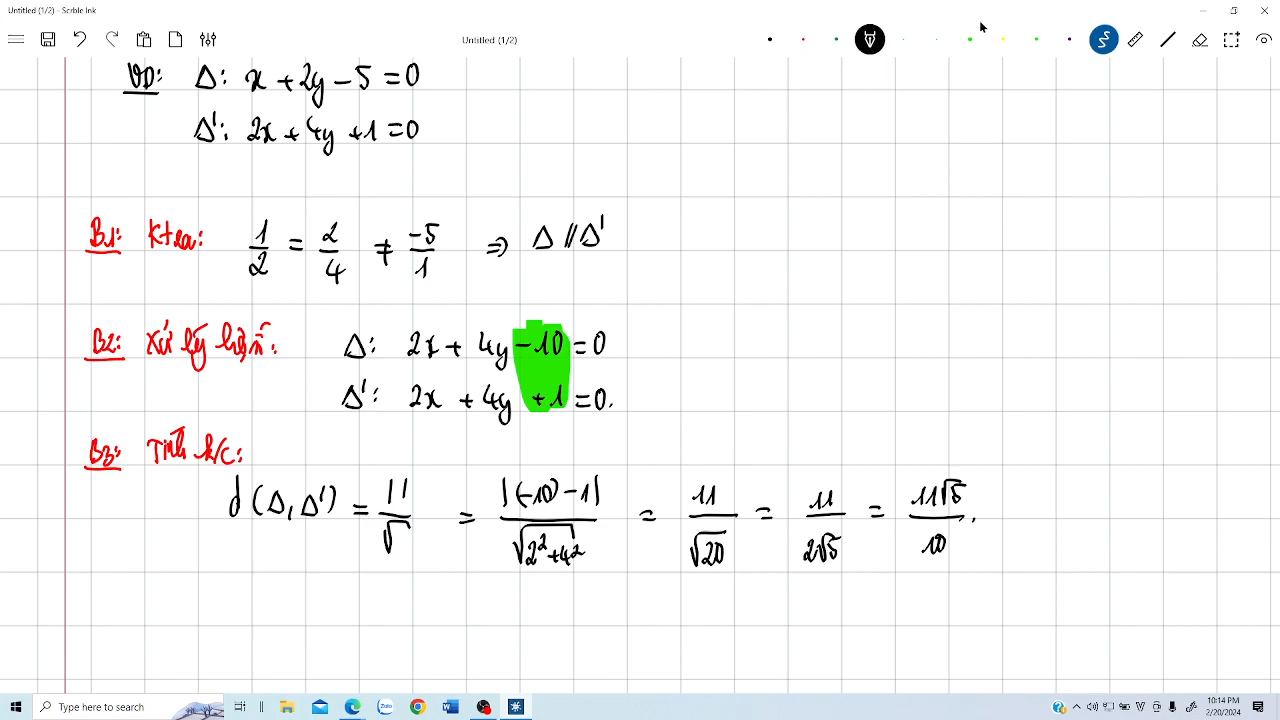 Untitled (1/2) - Scrble Ink
Untitled (1/2)
VD: Δ: x + 2y - 5 = 0
Δ': 2x + 4y + 1 = 0
B1: Ktra: 1/2 = 2/4 ≠ -5/1 ⇒ Δ // Δ'
B2: Xử lý hệ số: Δ: 2x + 4y - 10 = 0
Δ': 2x + 4y + 1 = 0.
B3: Tính k/c:
d(Δ, Δ') = | |/√ = |(-10) - 1|/√(2² + 4²) = 11/√20 = 11/2√5 = 11√5/10.
Type here to search
Zalo
10:14 PM
2/20/2024